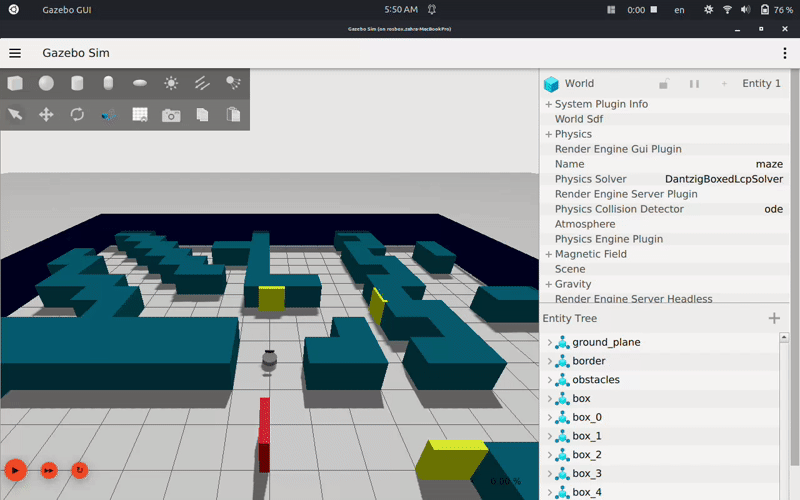 Gazebo GUI 5:50 AM 0:00 en 76 %
Gazebo Sim (on rosbox.zahra-MacBookPro)
Gazebo Sim
World Entity 1
System Plugin Info
World Sdf
Physics
Render Engine Gui Plugin
Name maze
Physics Solver DantzigBoxedLcpSolver
Render Engine Server Plugin
Physics Collision Detector ode
Atmosphere
Physics Engine Plugin
Magnetic Field
Scene
Gravity
Render Engine Server Headless
Entity Tree
ground_plane
border
obstacles
box
box_0
box_1
box_2
box_3
box_4
0.00 %